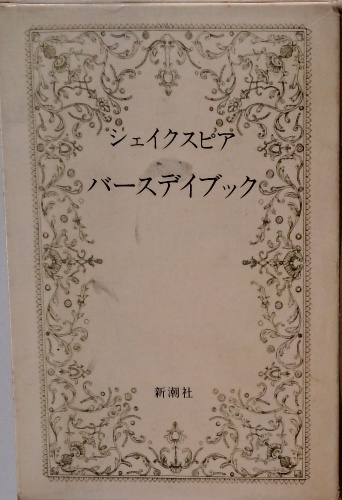 シェイクスピア
バースデイブック
新潮社